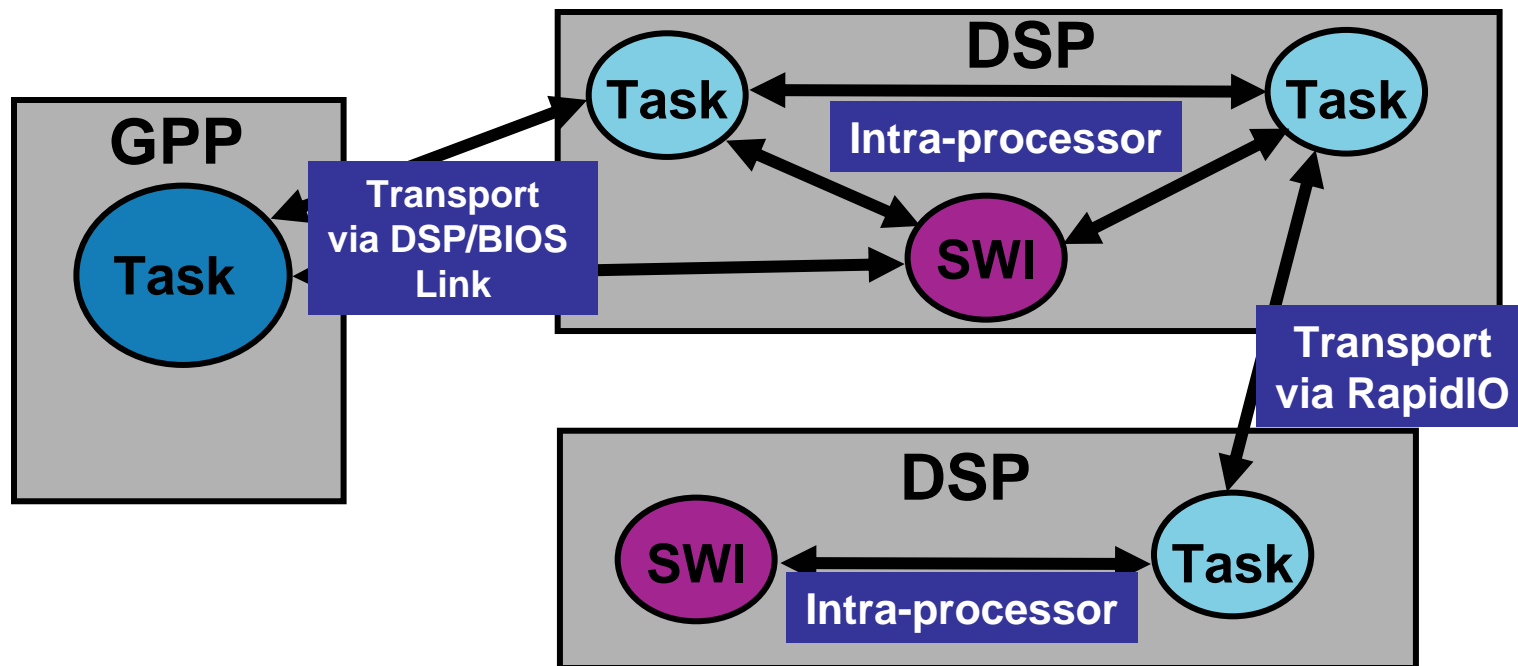 GPP
Task
Transport
via DSP/BIOS
Link
DSP
Task
Task
Intra-processor
SWI
Transport
via RapidIO
DSP
SWI
Task
Intra-processor